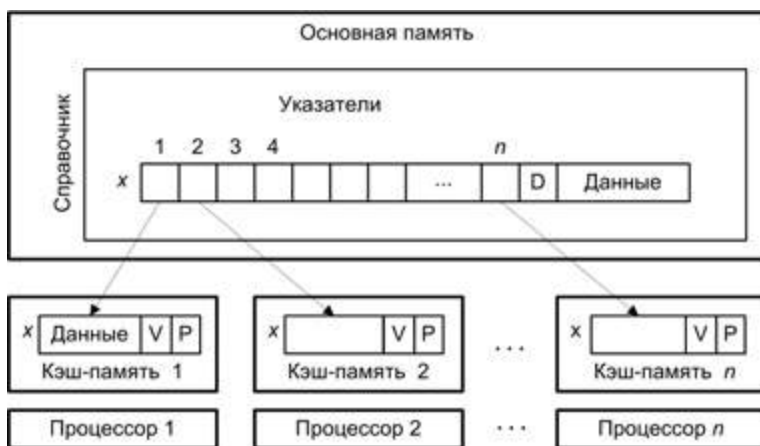 Основная память
Справочник
Указатели
1 2 3 4 n
x ... D Данные
x Данные V P x V P ... x V P
Кэш-память 1 Кэш-память 2 Кэш-память n
Процессор 1 Процессор 2 ... Процессор n